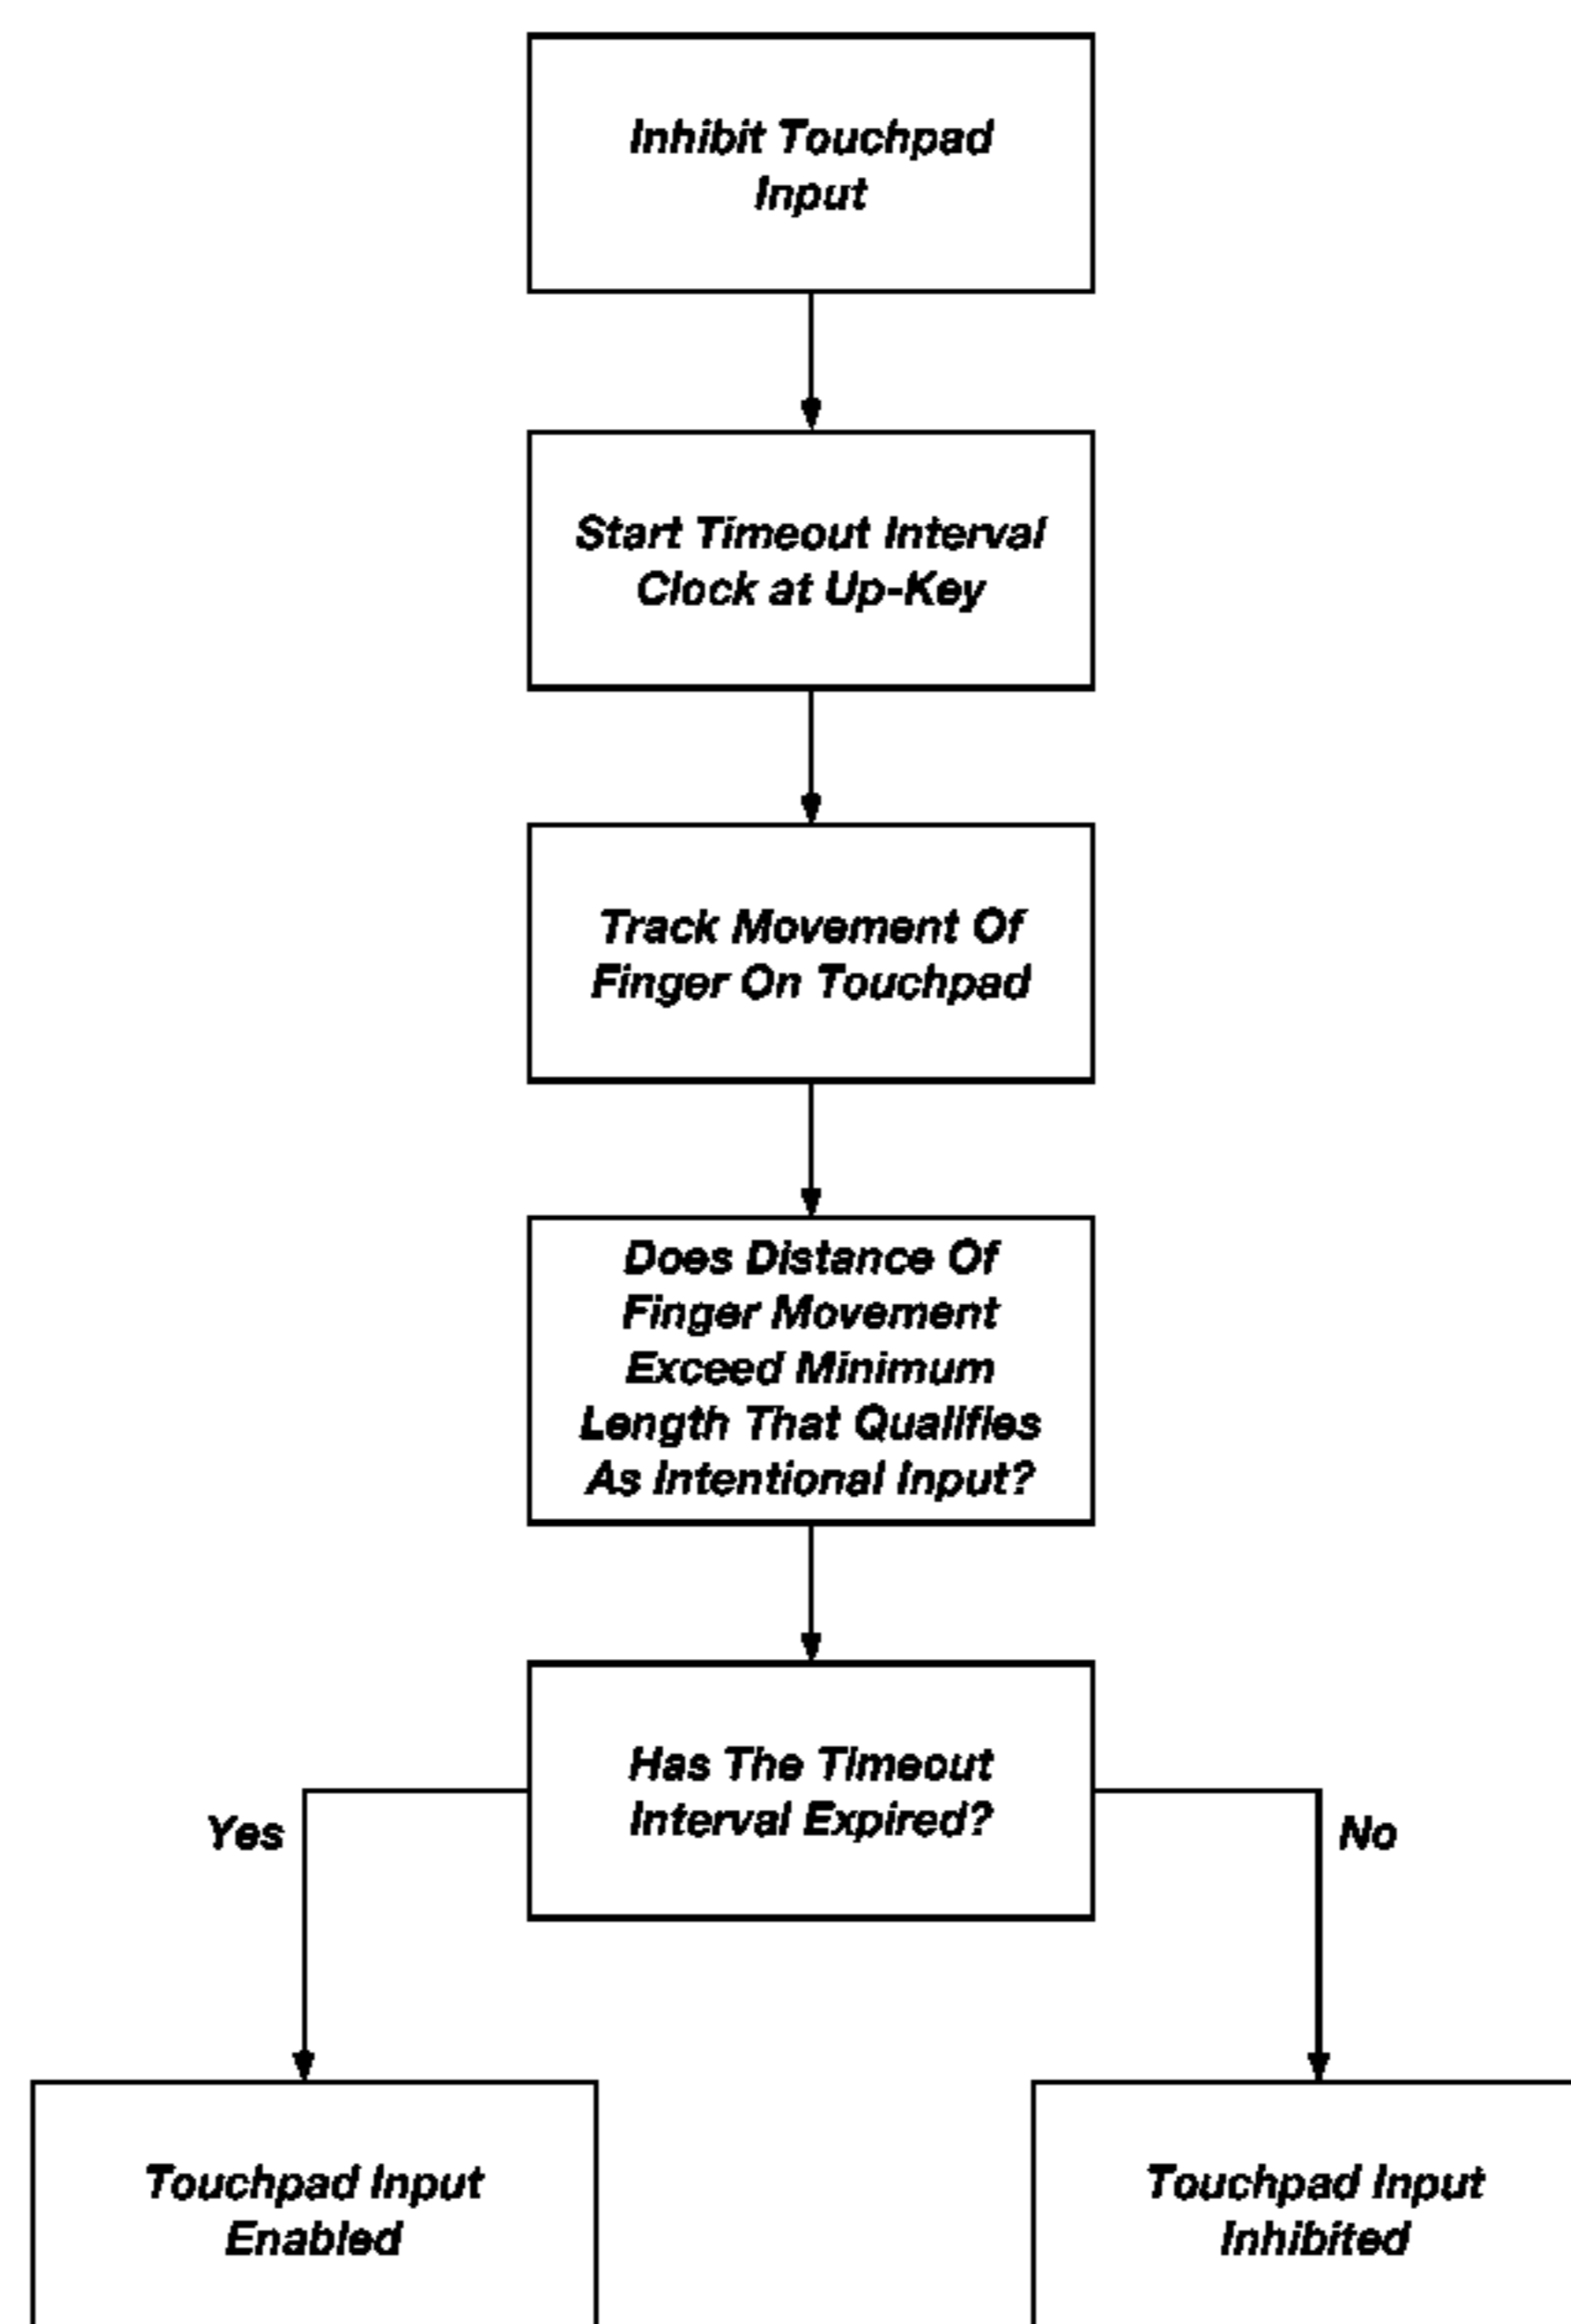 Inhibit Touchpad
Input
Start Timeout Interval
Clock at Up-Key
Track Movement Of
Finger On Touchpad
Does Distance Of
Finger Movement
Exceed Minimum
Length That Qualifies
As Intentional Input?
Has The Timeout
Interval Expired?
Yes
No
Touchpad Input
Enabled
Touchpad Input
Inhibited